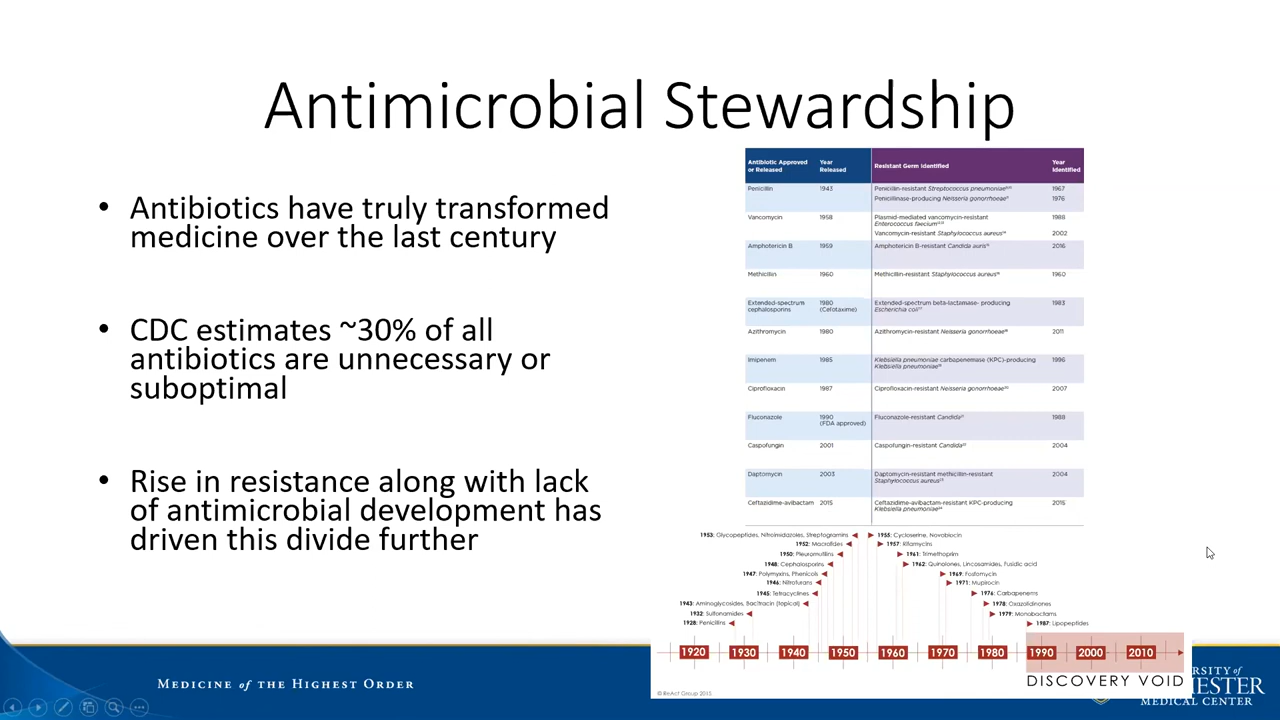 Antimicrobial Stewardship
• Antibiotics have truly transformed
medicine over the last century
• CDC estimates ~30% of all
antibiotics are unnecessary or
suboptimal
• Rise in resistance along with lack
of antimicrobial development has
driven this divide further
Antibiotic Approved or Released Year Released Resistant Germ Identified Year Identified
Penicillin 1943 Penicillin-resistant Streptococcus pneumoniae 1967
Penicillinase-producing Neisseria gonorrhoeae 1976
Vancomycin 1958 Plasmid-mediated vancomycin-resistant Enterococcus faecium 1988
Vancomycin-resistant Staphylococcus aureus 2002
Amphotericin B 1959 Amphotericin B-resistant Candida auris 2016
Methicillin 1960 Methicillin-resistant Staphylococcus aureus 1960
Extended-spectrum cephalosporins 1980 (Cefotaxime) Extended-spectrum beta-lactamase- producing Escherichia coli 1983
Azithromycin 1980 Azithromycin-resistant Neisseria gonorrhoeae 2011
Imipenem 1985 Klebsiella pneumoniae carbapenemase (KPC)-producing Klebsiella pneumoniae 1996
Ciprofloxacin 1987 Ciprofloxacin-resistant Neisseria gonorrhoeae 2007
Fluconazole 1990 (FDA approved) Fluconazole-resistant Candida 1988
Caspofungin 2001 Caspofungin-resistant Candida 2004
Daptomycin 2003 Daptomycin-resistant methicillin-resistant Staphylococcus aureus 2004
Ceftazidime-avibactam 2015 Ceftazidime-avibactam-resistant KPC-producing Klebsiella pneumoniae 2015
1953: Glycopeptides, Nitroimidazoles, Streptogramins
1952: Macrolides
1950: Pleuromutilins
1948: Cephalosporins
1947: Polymyxins, Phenicols
1946: Nitrofurans
1945: Tetracyclines
1943: Aminoglycosides, Bacitracin (topical)
1932: Sulfonamides
1928: Penicillins
1955: Cycloserine, Novobiocin
1957: Rifamycins
1961: Trimethoprim
1962: Quinolones, Lincosamides, Fusidic acid
1969: Fosfomycin
1971: Mupirocin
1976: Carbapenems
1978: Oxazolidinones
1979: Monobactams
1987: Lipopeptides
1920 1930 1940 1950 1960 1970 1980 1990 2000 2010
DISCOVERY VOID
© ReAct Group 2015
MEDICINE of THE HIGHEST ORDER
MEDICAL CENTER